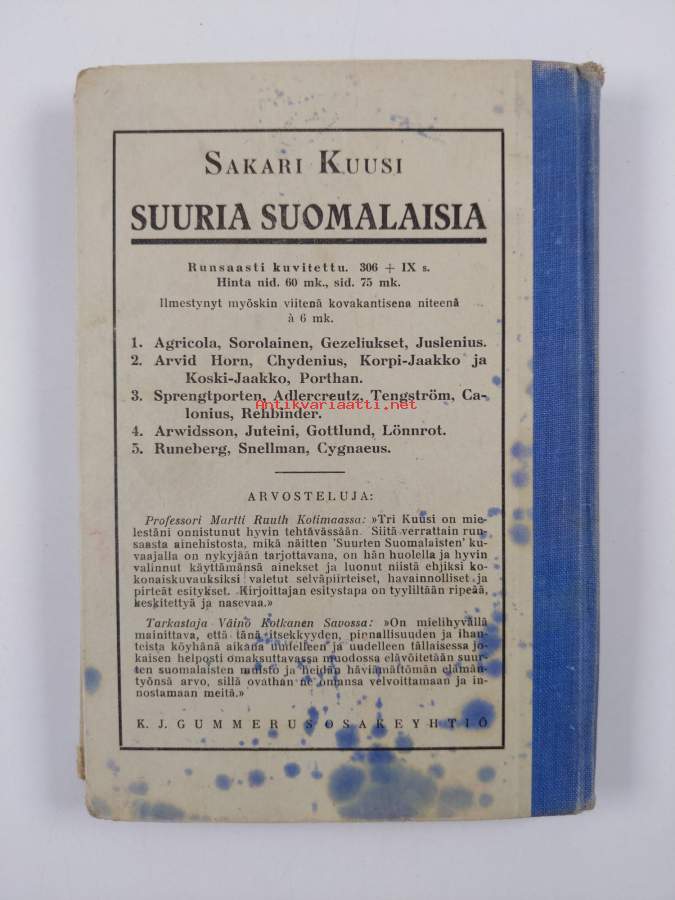 SAKARI KUUSI
SUURIA SUOMALAISIA
Runsaasti kuvitettu. 306 + IX s.
Hinta nid. 60 mk., sid. 75 mk.
Ilmestynyt myöskin viitenä kovakantisena niteenä
à 6 mk.
1. Agricola, Sorolainen, Gezeliukset, Juslenius.
2. Arvid Horn, Chydenius, Korpi-Jaakko ja
Koski-Jaakko, Porthan.
3. Sprengtporten, Adlercreutz, Tengström, Ca-
lonius, Rehbinder.
Antikvariaatti.net
4. Arwidsson, Juteini, Gottlund, Lönnrot.
5. Runeberg, Snellman, Cygnaeus.
ARVOSTELUJA:
Professori Martti Ruuth Kotimaassa: »Tri Kuusi on mie-
lestäni onnistunut hyvin tehtävässään. Siitä verrattain run-
saasta ainehistosta, mikä näitten 'Suurten Suomalaisten' ku-
vaajalla on nykyjään tarjottavana, on hän huolella ja hyvin
valinnut käyttämänsä ainekset ja luonut niistä ehjiksi ko-
konaiskuvauksiksi valetut selväpiirteiset, havainnolliset ja
pirteät esitykset. Kirjoittajan esitystapa on tyyliltään ripeää,
keskitettyä ja nasevaa.»
Tarkastaja Väinö Kotkanen Savossa: »On mielihyvällä
mainittava, että tänä itsekkyyden, pienallisuuden ja ihan-
teista köyhänä aikana uudelleen ja uudelleen tällaisessa jo-
kaisen helposti omaksuttavassa muodossa elävöitetään suur-
ten suomalaisten muisto ja heidän häviämättömän elämän-
työnsä arvo, sillä ovathan ne omansa velvoittamaan ja in-
nostamaan meitä.»
K. J. GUMMERUS OSAKEYHTIÖ